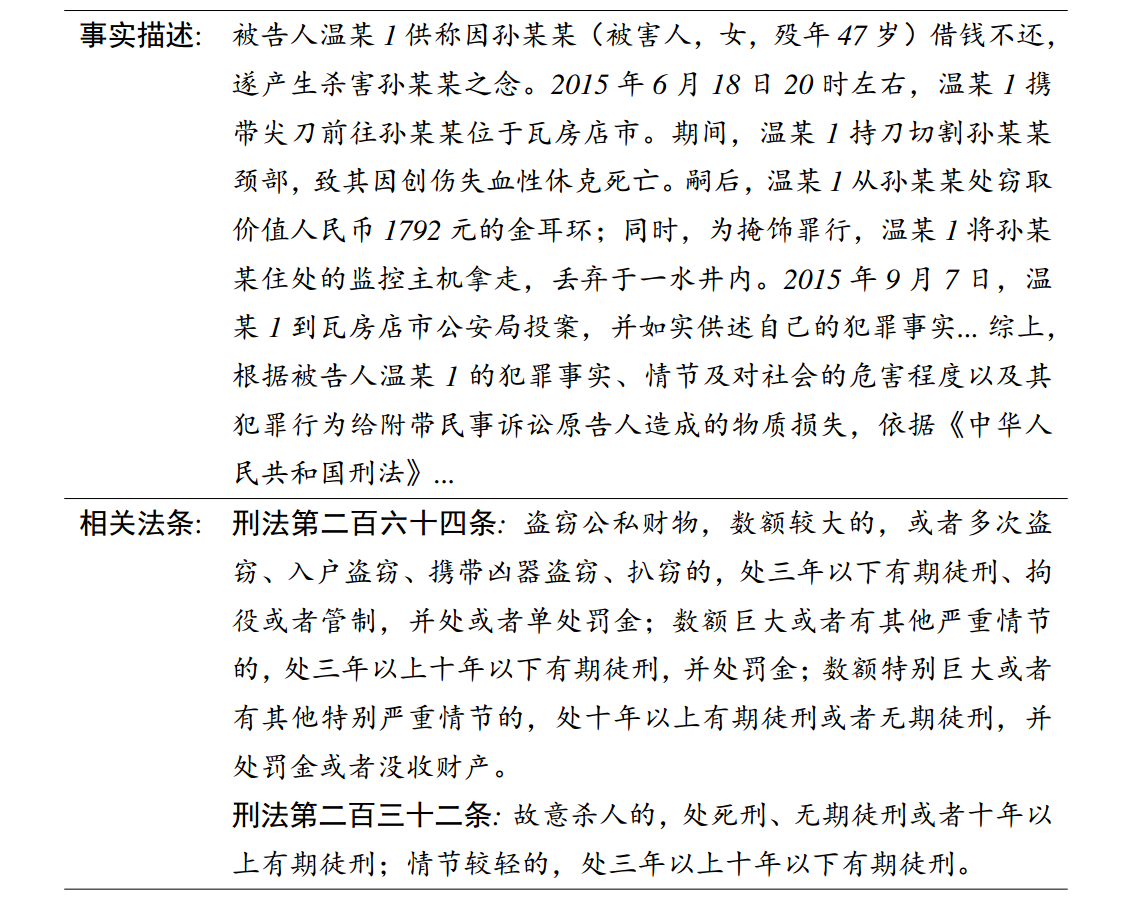 事实描述: 被告人温某 1 供称因孙某某（被害人，女，殁年 47 岁）借钱不还，
遂产生杀害孙某某之念。2015 年 6 月 18 日 20 时左右，温某 1 携
带尖刀前往孙某某位于瓦房店市。期间，温某 1 持刀切割孙某某
颈部，致其因创伤失血性休克死亡。嗣后，温某 1 从孙某某处窃取
价值人民币 1792 元的金耳环；同时，为掩饰罪行，温某 1 将孙某
某住处的监控主机拿走，丢弃于一水井内。2015 年 9 月 7 日，温
某 1 到瓦房店市公安局投案，并如实供述自己的犯罪事实... 综上，
根据被告人温某 1 的犯罪事实、情节及对社会的危害程度以及其
犯罪行为给附带民事诉讼原告人造成的物质损失，依据《中华人
民共和国刑法》...
相关法条: 刑法第二百六十四条: 盗窃公私财物，数额较大的，或者多次盗
窃、入户盗窃、携带凶器盗窃、扒窃的，处三年以下有期徒刑、拘
役或者管制，并处或者单处罚金；数额巨大或者有其他严重情节
的，处三年以上十年以下有期徒刑，并处罚金；数额特别巨大或者
有其他特别严重情节的，处十年以上有期徒刑或者无期徒刑，并
处罚金或者没收财产。
刑法第二百三十二条: 故意杀人的，处死刑、无期徒刑或者十年以
上有期徒刑；情节较轻的，处三年以上十年以下有期徒刑。